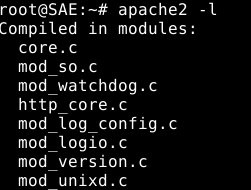 root@SAE:~# apache2 -l
Compiled in modules:
  core.c
  mod_so.c
  mod_watchdog.c
  http_core.c
  mod_log_config.c
  mod_logio.c
  mod_version.c
  mod_unixd.c